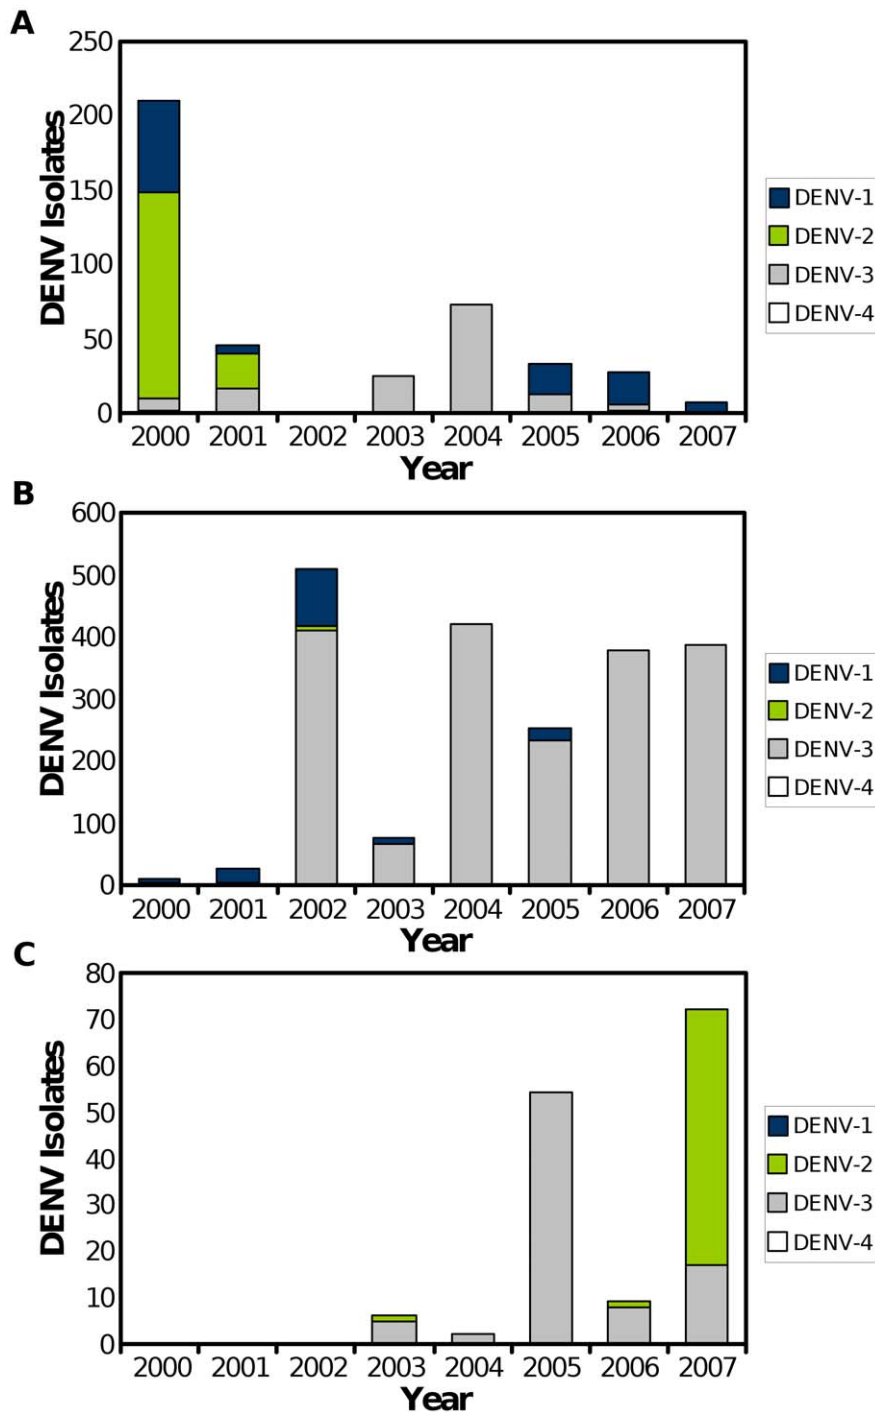 A
250
200
150
100
50
0
DENV Isolates
2000 2001 2002 2003 2004 2005 2006 2007
Year
DENV-1
DENV-2
DENV-3
DENV-4
B
600
500
400
300
200
100
0
DENV Isolates
2000 2001 2002 2003 2004 2005 2006 2007
Year
DENV-1
DENV-2
DENV-3
DENV-4
C
80
70
60
50
40
30
20
10
0
DENV Isolates
2000 2001 2002 2003 2004 2005 2006 2007
Year
DENV-1
DENV-2
DENV-3
DENV-4